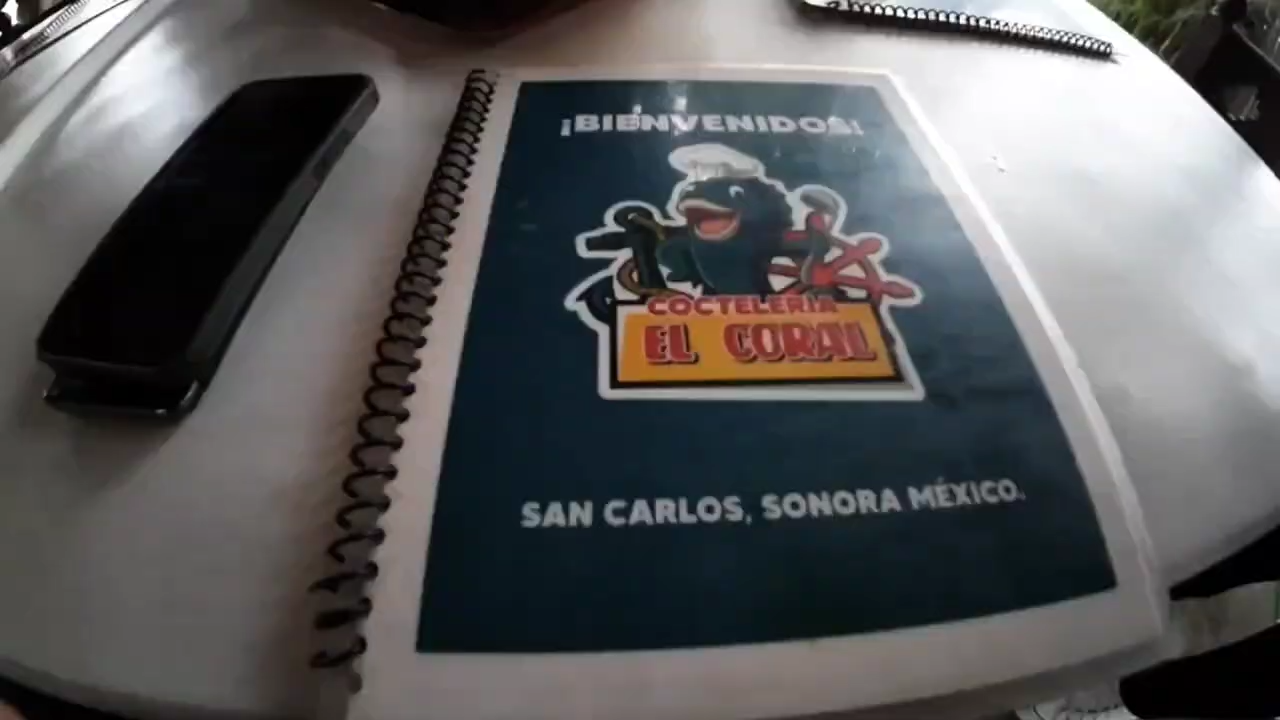 ¡BIENVENIDOS!
COCTELERIA
EL CORAL
SAN CARLOS, SONORA MÉXICO.